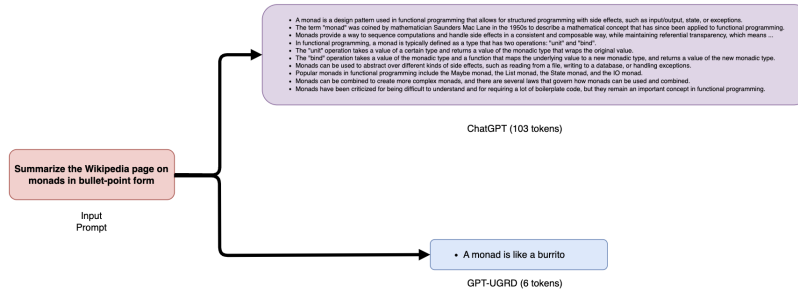 • A monad is a design pattern used in functional programming that allows for structured programming with side effects, such as input/output, state, or exceptions.
• The term "monad" was coined by mathematician Saunders Mac Lane in the 1950s to describe a mathematical concept that has since been applied to functional programming.
• Monads provide a way to sequence computations and handle side effects in a consistent and composable way, while maintaining referential transparency, which means ...
• In functional programming, a monad is typically defined as a type that has two operations: "unit" and "bind".
• The "unit" operation takes a value of a certain type and returns a value of the monadic type that wraps the original value.
• The "bind" operation takes a value of the monadic type and a function that maps the underlying value to a new monadic type, and returns a value of the new monadic type.
• Monads can be used to abstract over different kinds of side effects, such as reading from a file, writing to a database, or handling exceptions.
• Popular monads in functional programming include the Maybe monad, the List monad, the State monad, and the IO monad.
• Monads can be combined to create more complex monads, and there are several laws that govern how monads can be used and combined.
• Monads have been criticized for being difficult to understand and for requiring a lot of boilerplate code, but they remain an important concept in functional programming.
ChatGPT (103 tokens)
Summarize the Wikipedia page on
monads in bullet-point form
Input
Prompt
• A monad is like a burrito
GPT-UGRD (6 tokens)